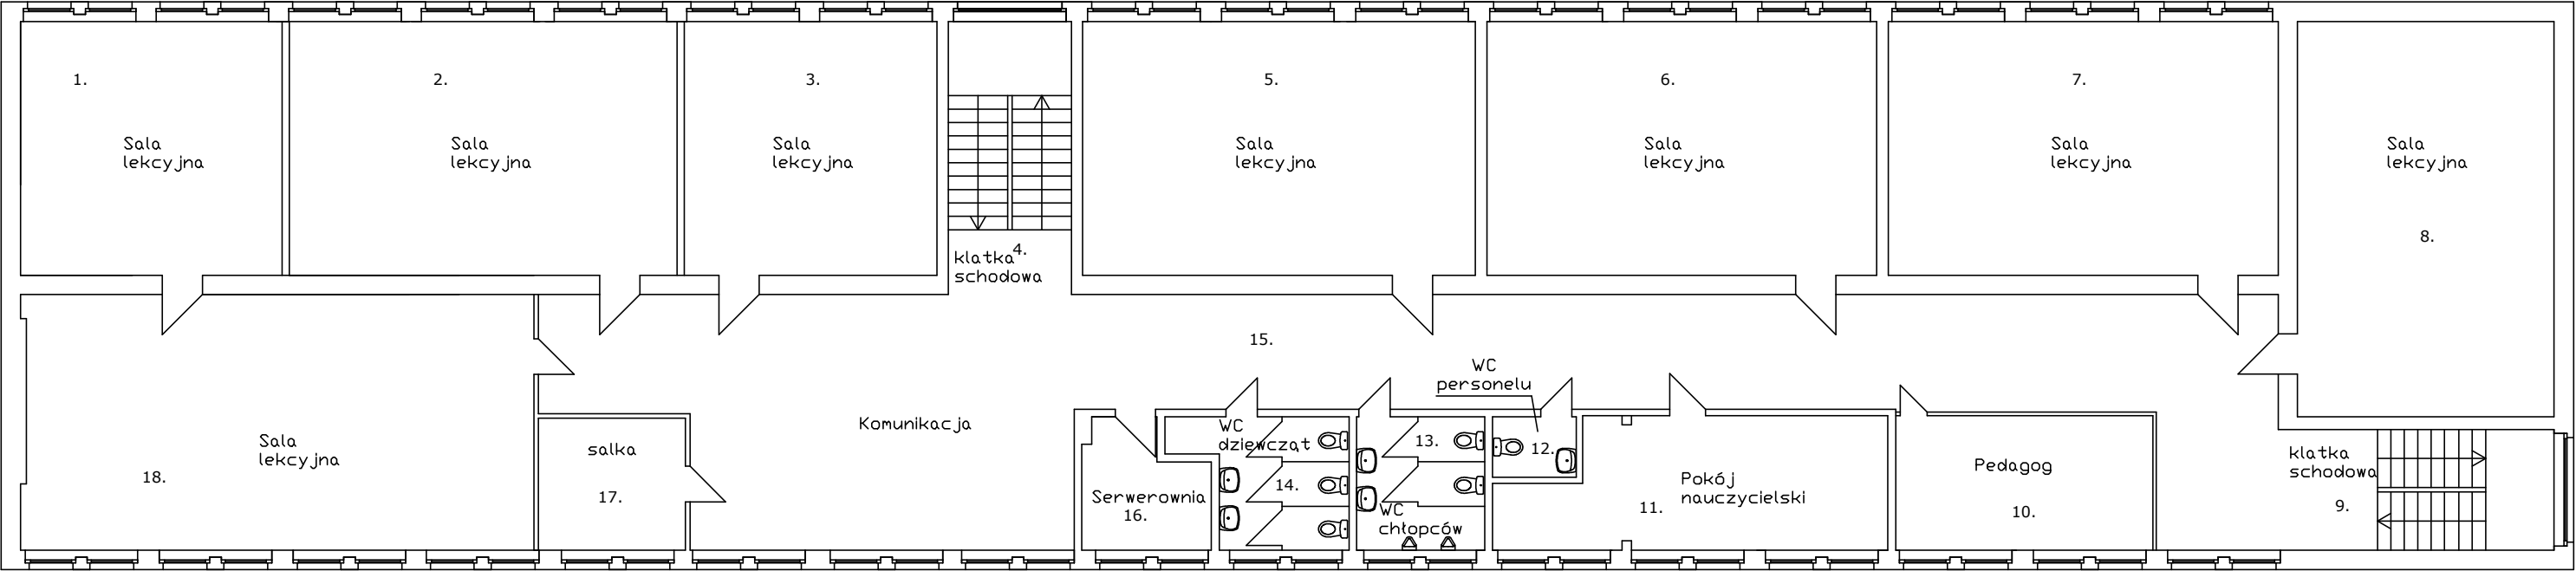 1.
Sala
lekcyjna
2.
Sala
lekcyjna
3.
Sala
lekcyjna
4.
klatka
schodowa
5.
Sala
lekcyjna
6.
Sala
lekcyjna
7.
Sala
lekcyjna
Sala
lekcyjna
8.
15.
Komunikacja
WC
personelu
Sala
lekcyjna
18.
salka
17.
Serwerownia
16.
WC
dziewcząt
14.
13.
WC
chłopców
12.
Pokój
nauczycielski
11.
Pedagog
10.
klatka
schodowa
9.